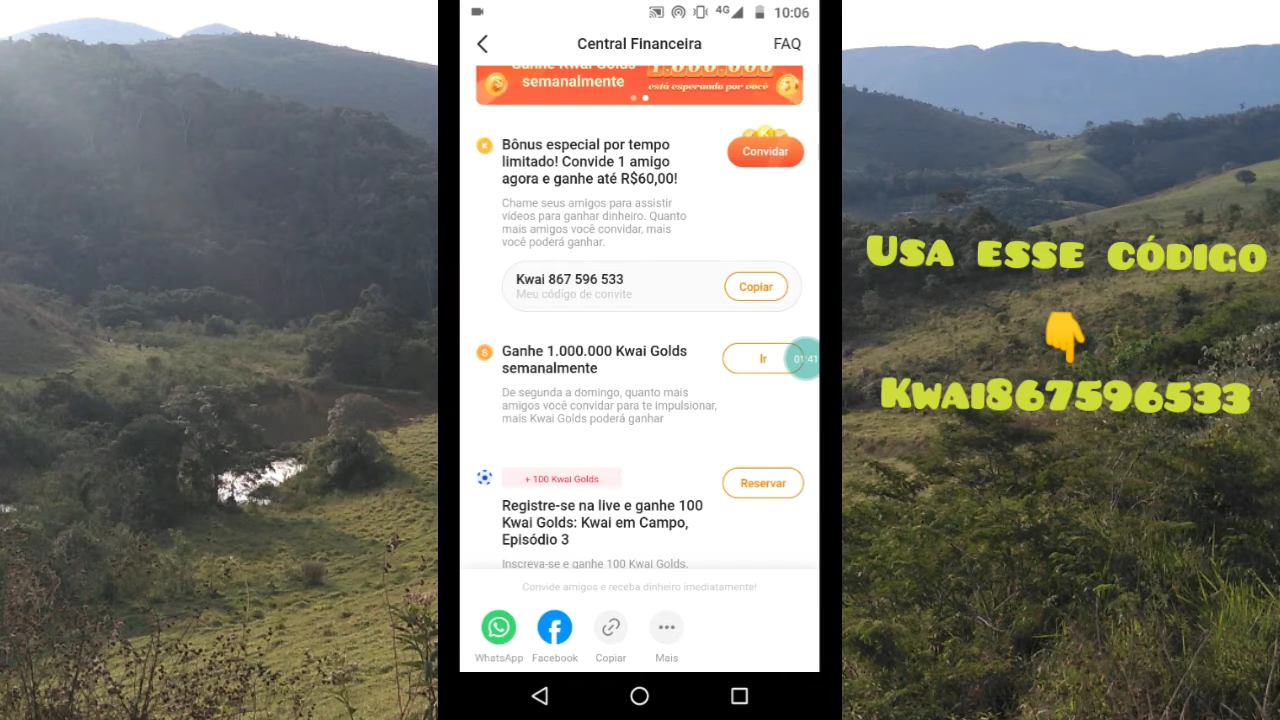 4G 10:06
Central Financeira FAQ
Ganhe Kwai Golds
semanalmente
1.000.000
está esperando por você
Bônus especial por tempo
limitado! Convide 1 amigo
agora e ganhe até R$60,00!
Convidar
Chame seus amigos para assistir
vídeos para ganhar dinheiro. Quanto
mais amigos você convidar, mais
você poderá ganhar.
Kwai 867 596 533
Meu código de convite
Copiar
Ganhe 1.000.000 Kwai Golds
semanalmente
Ir
01:41
De segunda a domingo, quanto mais
amigos você convidar para te impulsionar,
mais Kwai Golds poderá ganhar
+ 100 Kwai Golds
Reservar
Registre-se na live e ganhe 100
Kwai Golds: Kwai em Campo,
Episódio 3
Inscreva-se e ganhe 100 Kwai Golds.
Convide amigos e receba dinheiro imediatamente!
WhatsApp Facebook Copiar Mais
Usa esse código
👇
Kwai867596533